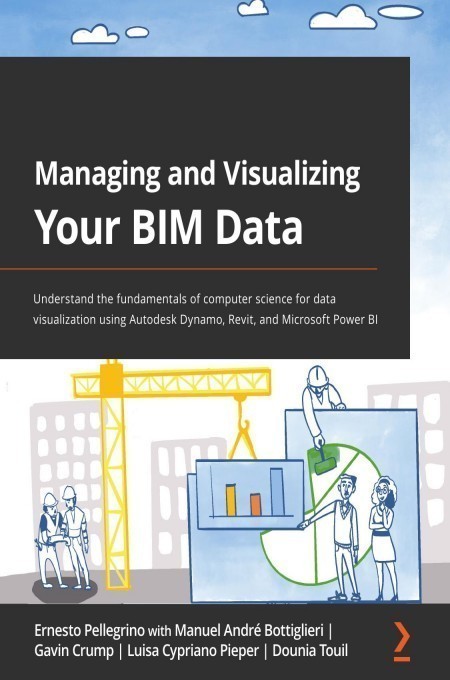 Managing and Visualizing
Your BIM Data
Understand the fundamentals of computer science for data
visualization using Autodesk Dynamo, Revit, and Microsoft Power BI
Ernesto Pellegrino with Manuel André Bottiglieri |
Gavin Crump | Luisa Cypriano Pieper | Dounia Touil